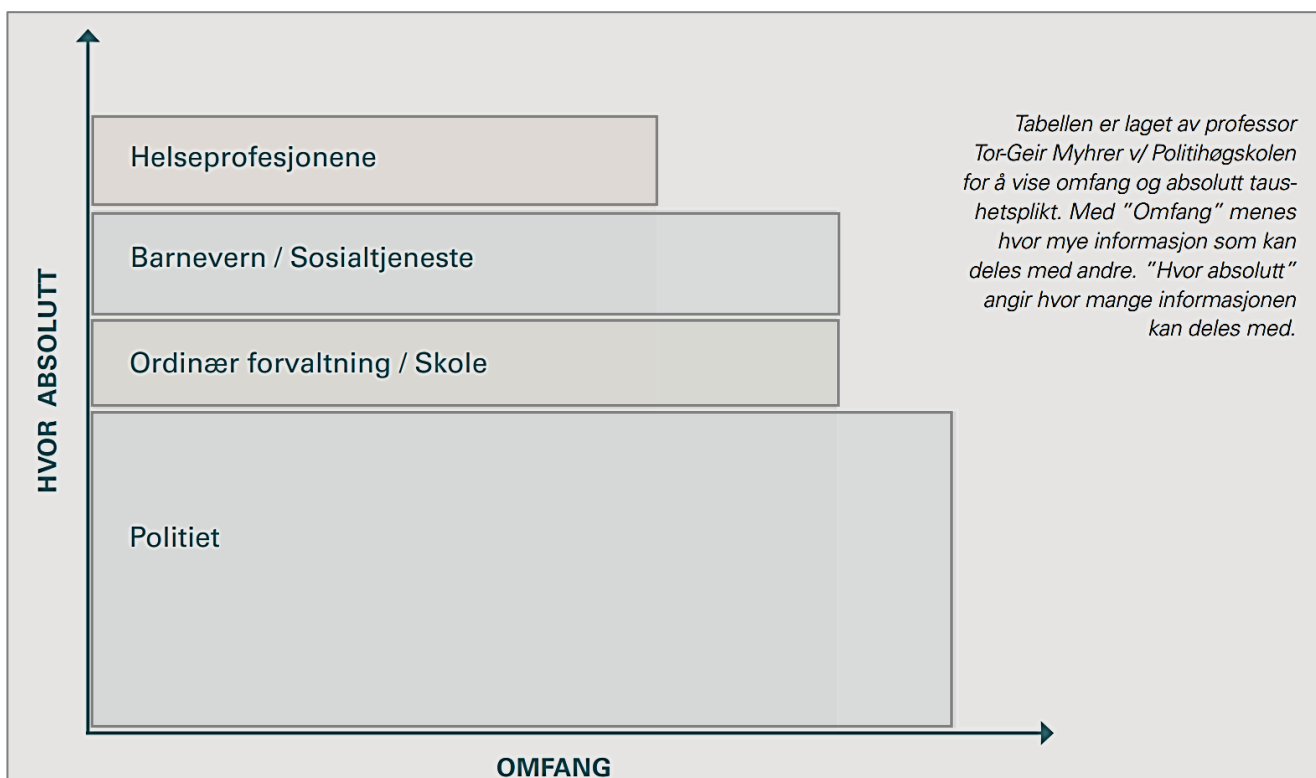 Helseprofesjonene
Barnevern / Sosialtjeneste
Ordinær forvaltning / Skole
Politiet
HVOR ABSOLUTT
OMFANG
Tabellen er laget av professor
Tor-Geir Myhrer v/ Politihøgskolen
for å vise omfang og absolutt taus-
hetsplikt. Med ”Omfang” menes
hvor mye informasjon som kan
deles med andre. ”Hvor absolutt”
angir hvor mange informasjonen
kan deles med.